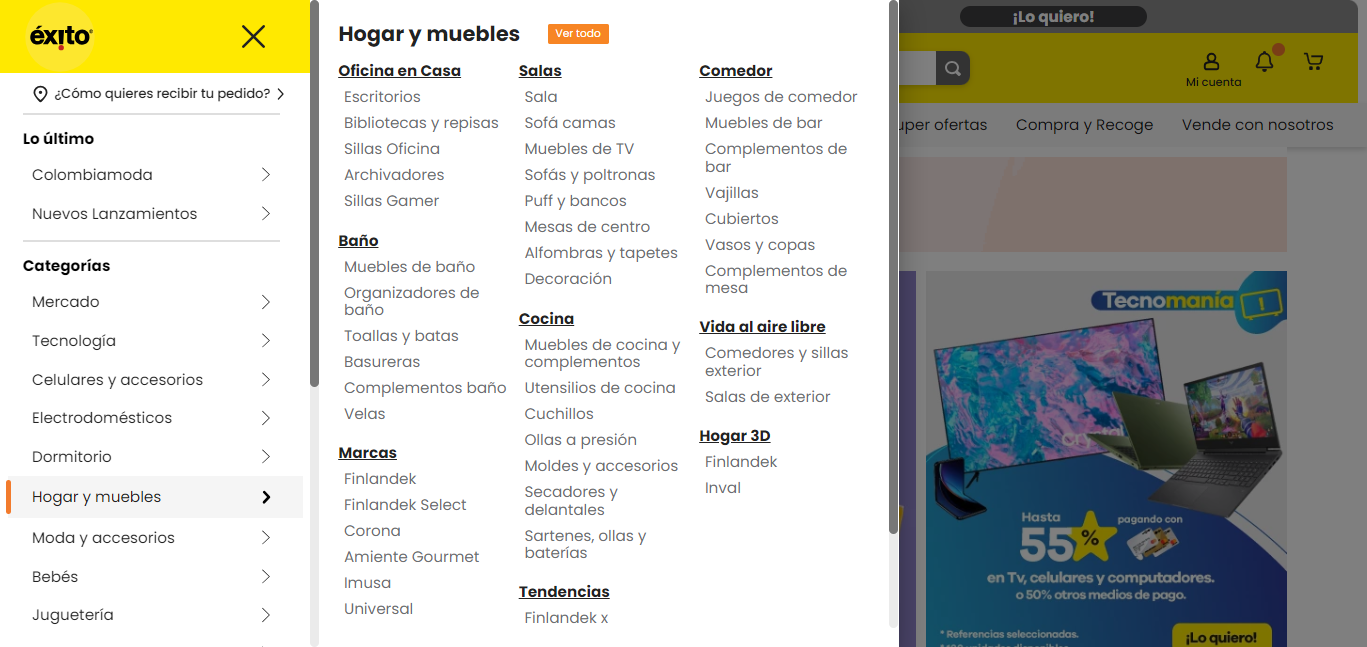 éxito
¿Cómo quieres recibir tu pedido?
Lo último
Colombiamoda
Nuevos Lanzamientos
Categorías
Mercado
Tecnología
Celulares y accesorios
Electrodomésticos
Dormitorio
Hogar y muebles
Moda y accesorios
Bebés
Juguetería
Hogar y muebles
Ver todo
Oficina en Casa
Escritorios
Bibliotecas y repisas
Sillas Oficina
Archivadores
Sillas Gamer
Baño
Muebles de baño
Organizadores de
baño
Toallas y batas
Basureras
Complementos baño
Velas
Marcas
Finlandek
Finlandek Select
Corona
Amiente Gourmet
Imusa
Universal
Salas
Sala
Sofá camas
Muebles de TV
Sofás y poltronas
Puff y bancos
Mesas de centro
Alfombras y tapetes
Decoración
Cocina
Muebles de cocina y
complementos
Utensilios de cocina
Cuchillos
Ollas a presión
Moldes y accesorios
Secadores y
delantales
Sartenes, ollas y
baterías
Tendencias
Finlandek x
Comedor
Juegos de comedor
Muebles de bar
Complementos de
bar
Vajillas
Cubiertos
Vasos y copas
Complementos de
mesa
Vida al aire libre
Comedores y sillas
exterior
Salas de exterior
Hogar 3D
Finlandek
Inval
¡Lo quiero!
Mi cuenta
uper ofertas
Compra y Recoge
Vende con nosotros
Tecnomanía
Hasta
55%
pagando con
en Tv, celulares y computadores.
o 50% otros medios de pago.
* Referencias seleccionadas.
¡Lo quiero!